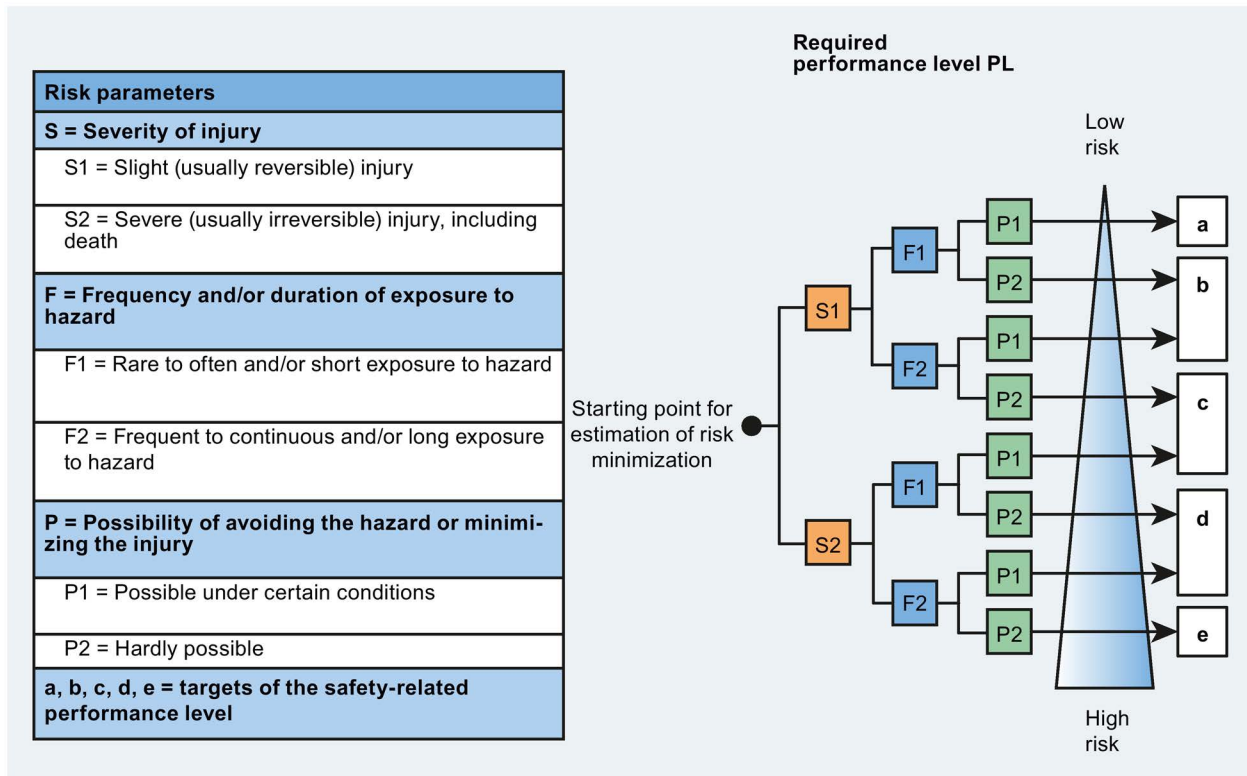 Risk parameters
S = Severity of injury
S1 = Slight (usually reversible) injury
S2 = Severe (usually irreversible) injury, including
death
F = Frequency and/or duration of exposure to
hazard
F1 = Rare to often and/or short exposure to hazard
F2 = Frequent to continuous and/or long exposure
to hazard
P = Possibility of avoiding the hazard or minimi-
zing the injury
P1 = Possible under certain conditions
P2 = Hardly possible
a, b, c, d, e = targets of the safety-related
performance level
Required
performance level PL
Low
risk
Starting point for
estimation of risk
minimization
S1
S2
F1
F2
F1
F2
P1
P2
P1
P2
P1
P2
P1
P2
a
b
c
d
e
High
risk